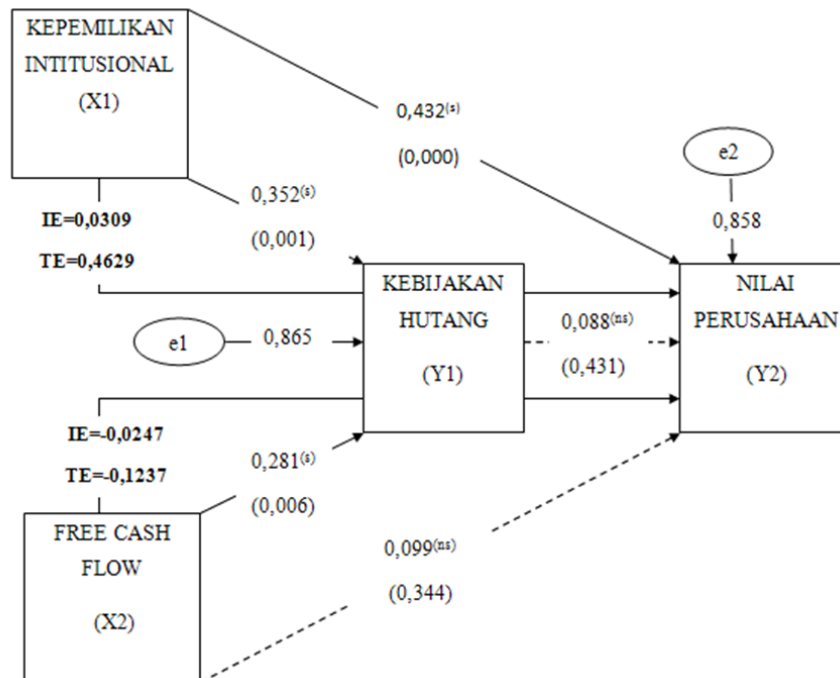 KEPEMILIKAN
INTITUSIONAL
(X1)
0,432(s)
(0,000)
e2
0,352(s)
(0,001)
IE=0,0309
TE=0,4629
0,858
KEBIJAKAN
HUTANG
(Y1)
NILAI
PERUSAHAAN
(Y2)
e1
0,865
0,088(ns)
(0,431)
IE=-0,0247
TE=-0,1237
0,281(s)
(0,006)
FREE CASH
FLOW
(X2)
0,099(ns)
(0,344)